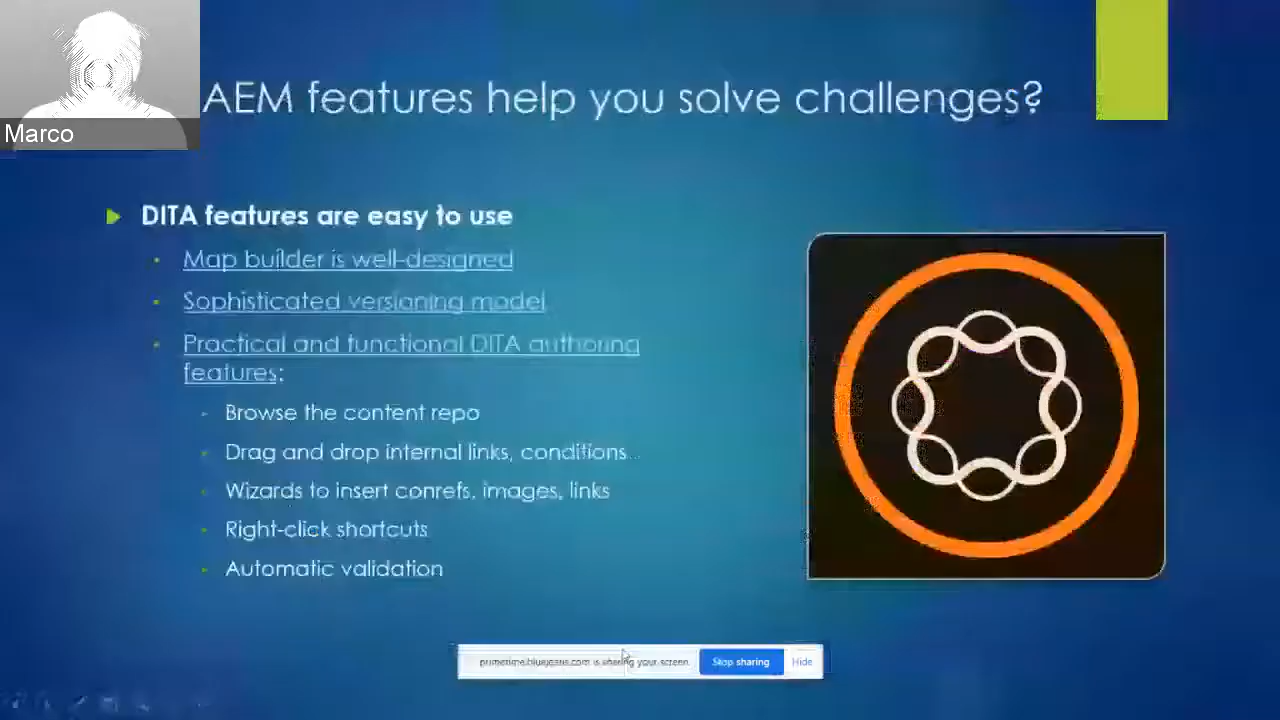 AEM features help you solve challenges?
Marco
DITA features are easy to use
Map builder is well-designed
Sophisticated versioning model
Practical and functional DITA authoring
features:
Browse the content repo
Drag and drop internal links, conditions...
Wizards to insert conrefs, images, links
Right-click shortcuts
Automatic validation
primetime.bluejeans.com is sharing your screen. Stop sharing Hide